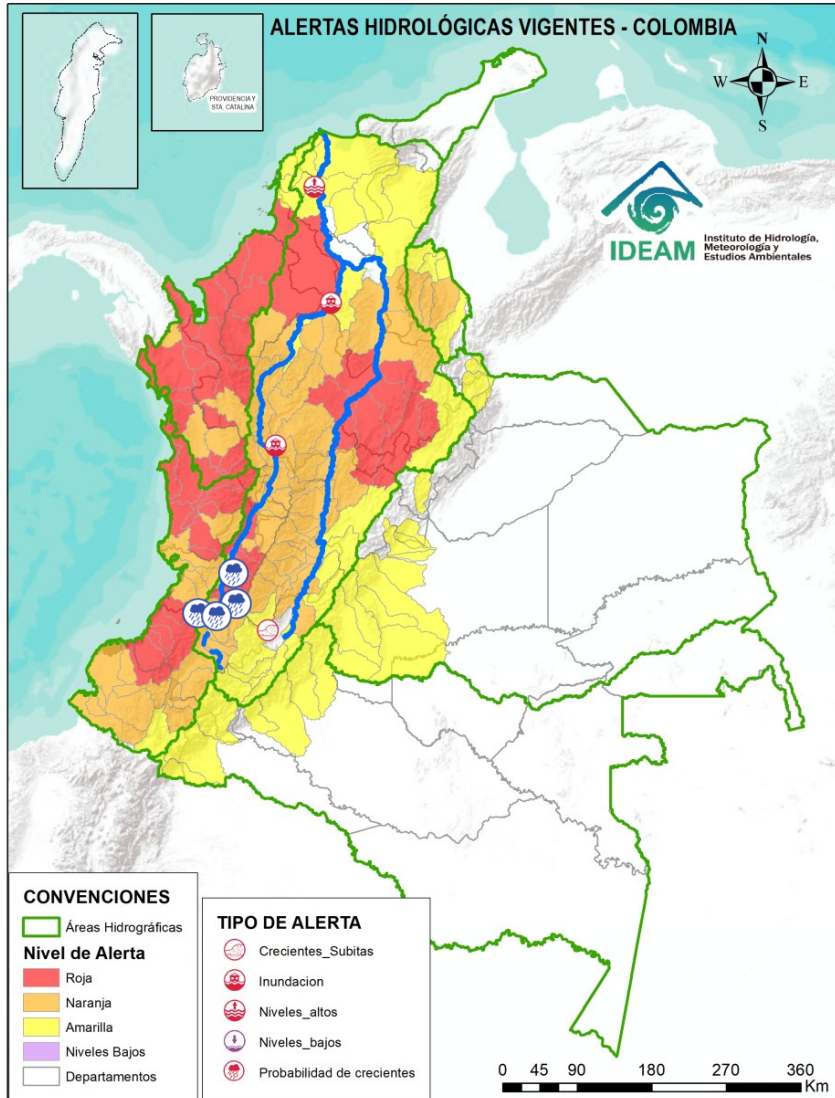 ALERTAS HIDROLÓGICAS VIGENTES - COLOMBIA
PROVIDENCIA Y
STA. CATALINA
N
W
E
S
IDEAM
Instituto de Hidrología,
Meteorología y
Estudios Ambientales
CONVENCIONES
Áreas Hidrográficas
Nivel de Alerta
Roja
Naranja
Amarilla
Niveles Bajos
Departamentos
TIPO DE ALERTA
Crecientes_Subitas
Inundacion
Niveles_altos
Niveles_bajos
Probabilidad de crecientes
0 45 90 180 270 360
Km